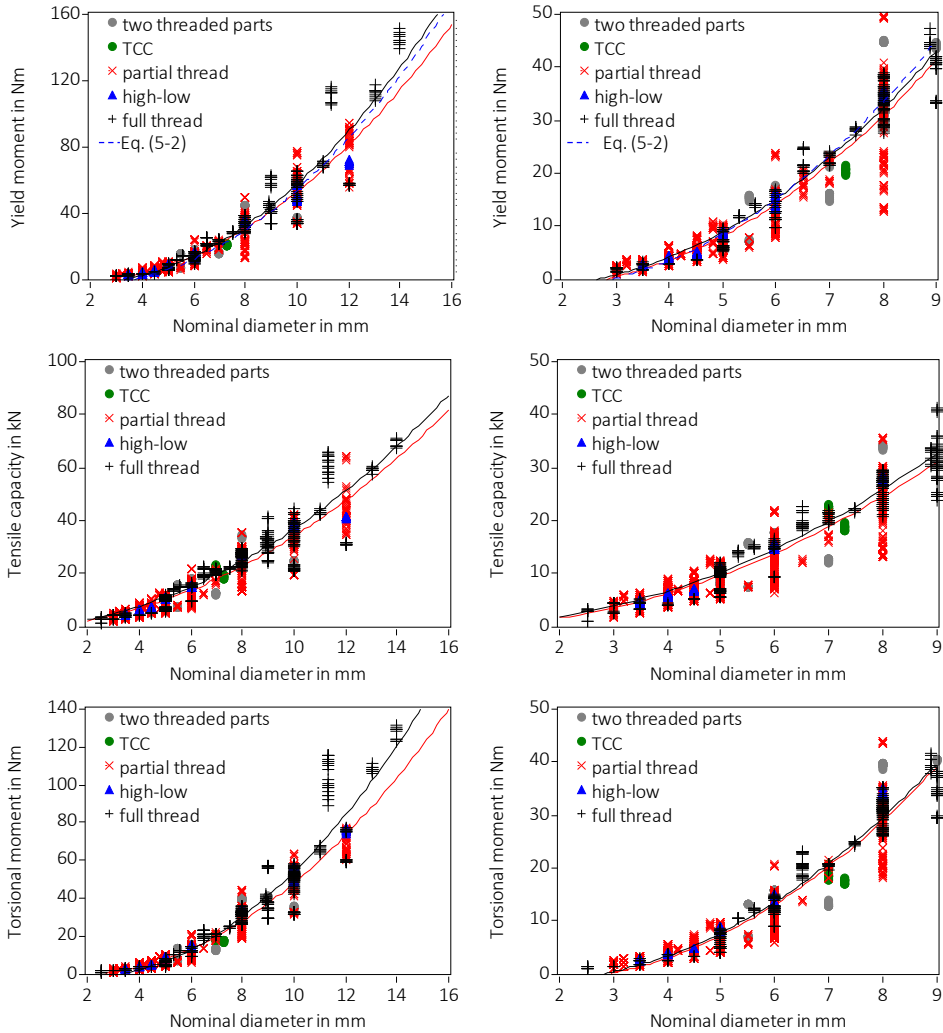 Yield moment in Nm
160
120
80
40
0
two threaded parts
TCC
partial thread
high-low
full thread
Eq. (5-2)
2 4 6 8 10 12 14 16
Nominal diameter in mm
Yield moment in Nm
50
40
30
20
10
0
two threaded parts
TCC
partial thread
high-low
full thread
Eq. (5-2)
2 3 4 5 6 7 8 9
Nominal diameter in mm
Tensile capacity in kN
100
80
60
40
20
0
two threaded parts
TCC
partial thread
high-low
full thread
2 4 6 8 10 12 14 16
Nominal diameter in mm
Tensile capacity in kN
50
40
30
20
10
0
two threaded parts
TCC
partial thread
high-low
full thread
2 3 4 5 6 7 8 9
Nominal diameter in mm
Torsional moment in Nm
140
120
100
80
60
40
20
0
two threaded parts
TCC
partial thread
high-low
full thread
2 4 6 8 10 12 14 16
Nominal diameter in mm
Torsional moment in Nm
50
40
30
20
10
0
two threaded parts
TCC
partial thread
high-low
full thread
2 3 4 5 6 7 8 9
Nominal diameter in mm